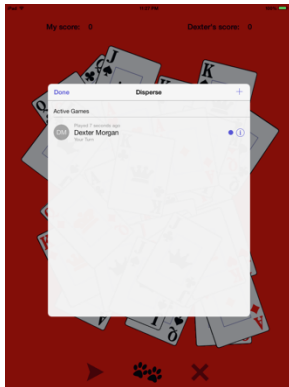 My score: 0 Dexter's score: 0
Done Disperse +
Active Games
DM
Played 7 seconds ago
Dexter Morgan
Your Turn
J
K
Q
J